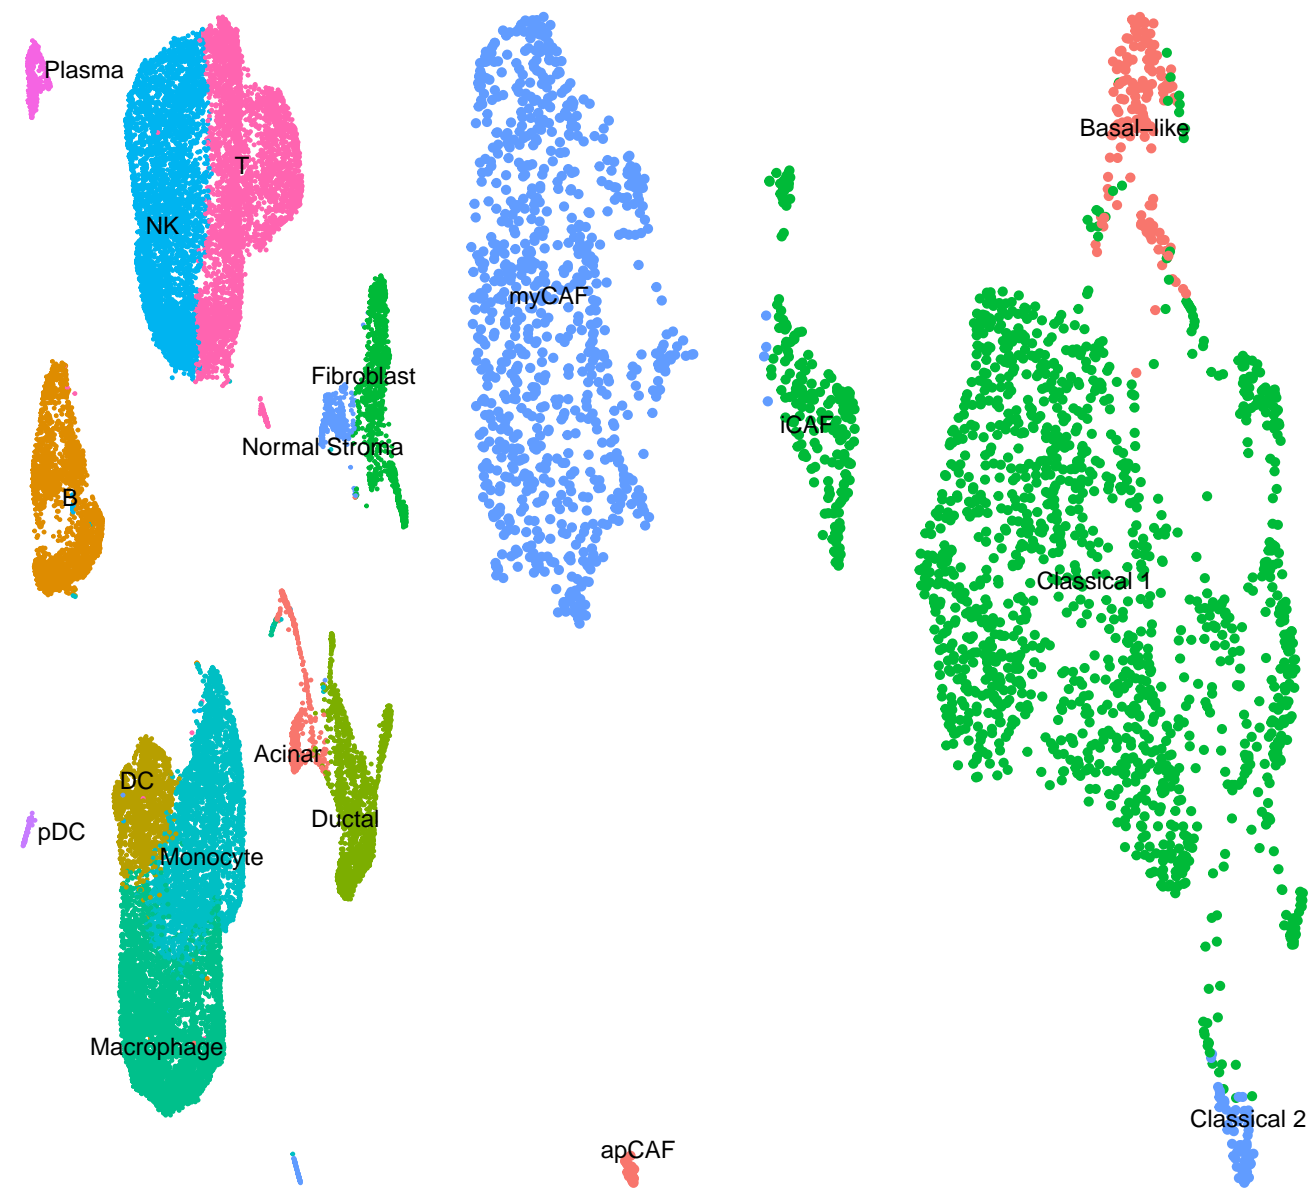 Plasma
T
NK
Fibroblast
Normal Stroma
B
Acinar
DC
Ductal
pDC
Monocyte
Macrophage
myCAF
iCAF
apCAF
Basal−like
Classical 1
Classical 2